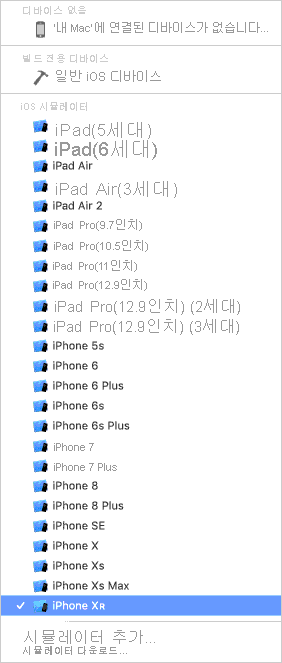 디바이스 없음
'내 Mac'에 연결된 디바이스가 없습니다...
빌드 전용 디바이스
일반 iOS 디바이스
iOS 시뮬레이터
iPad(5세대)
iPad(6세대)
iPad Air
iPad Air(3세대)
iPad Air 2
iPad Pro(9.7인치)
iPad Pro(10.5인치)
iPad Pro(11인치)
iPad Pro(12.9인치)
iPad Pro(12.9인치) (2세대)
iPad Pro(12.9인치) (3세대)
iPhone 5s
iPhone 6
iPhone 6 Plus
iPhone 6s
iPhone 6s Plus
iPhone 7
iPhone 7 Plus
iPhone 8
iPhone 8 Plus
iPhone SE
iPhone X
iPhone Xs
iPhone Xs Max
iPhone Xʀ
시뮬레이터 추가...
시뮬레이터 다운로드...